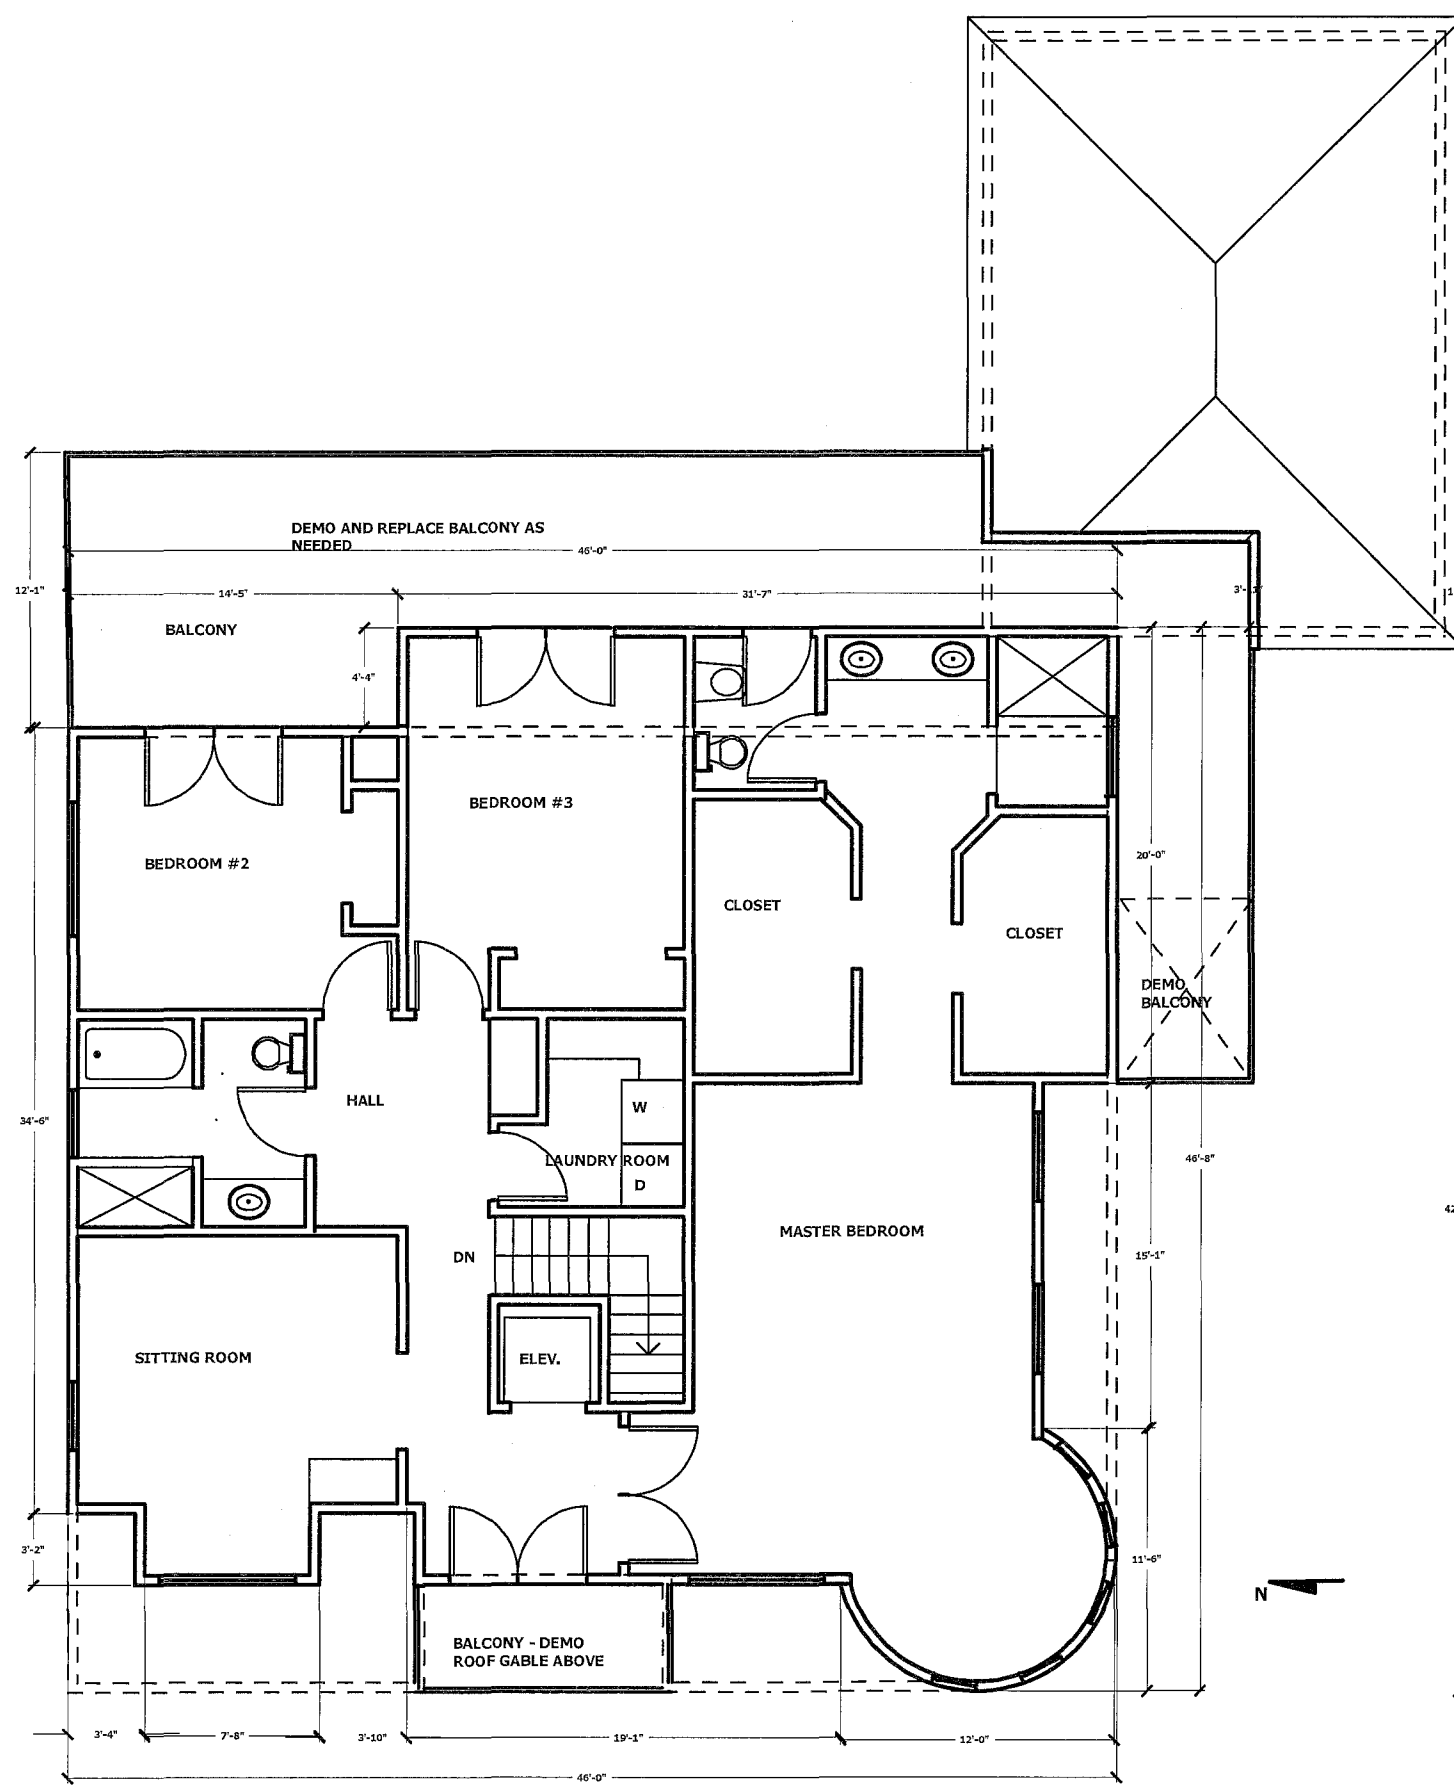 DEMO AND REPLACE BALCONY AS
NEEDED
46'-0"
12'-1"
14'-5"
31'-7"
BALCONY
4'-4"
BEDROOM #3
BEDROOM #2
20'-0"
CLOSET
CLOSET
DEMO
BALCONY
HALL
W
34'-6"
LAUNDRY ROOM
46'-8"
D
MASTER BEDROOM
DN
15'-1"
SITTING ROOM
ELEV.
3'-2"
11'-6"
N
BALCONY - DEMO
ROOF GABLE ABOVE
3'-4"
7'-8"
3'-10"
19'-1"
12'-0"
46'-0"